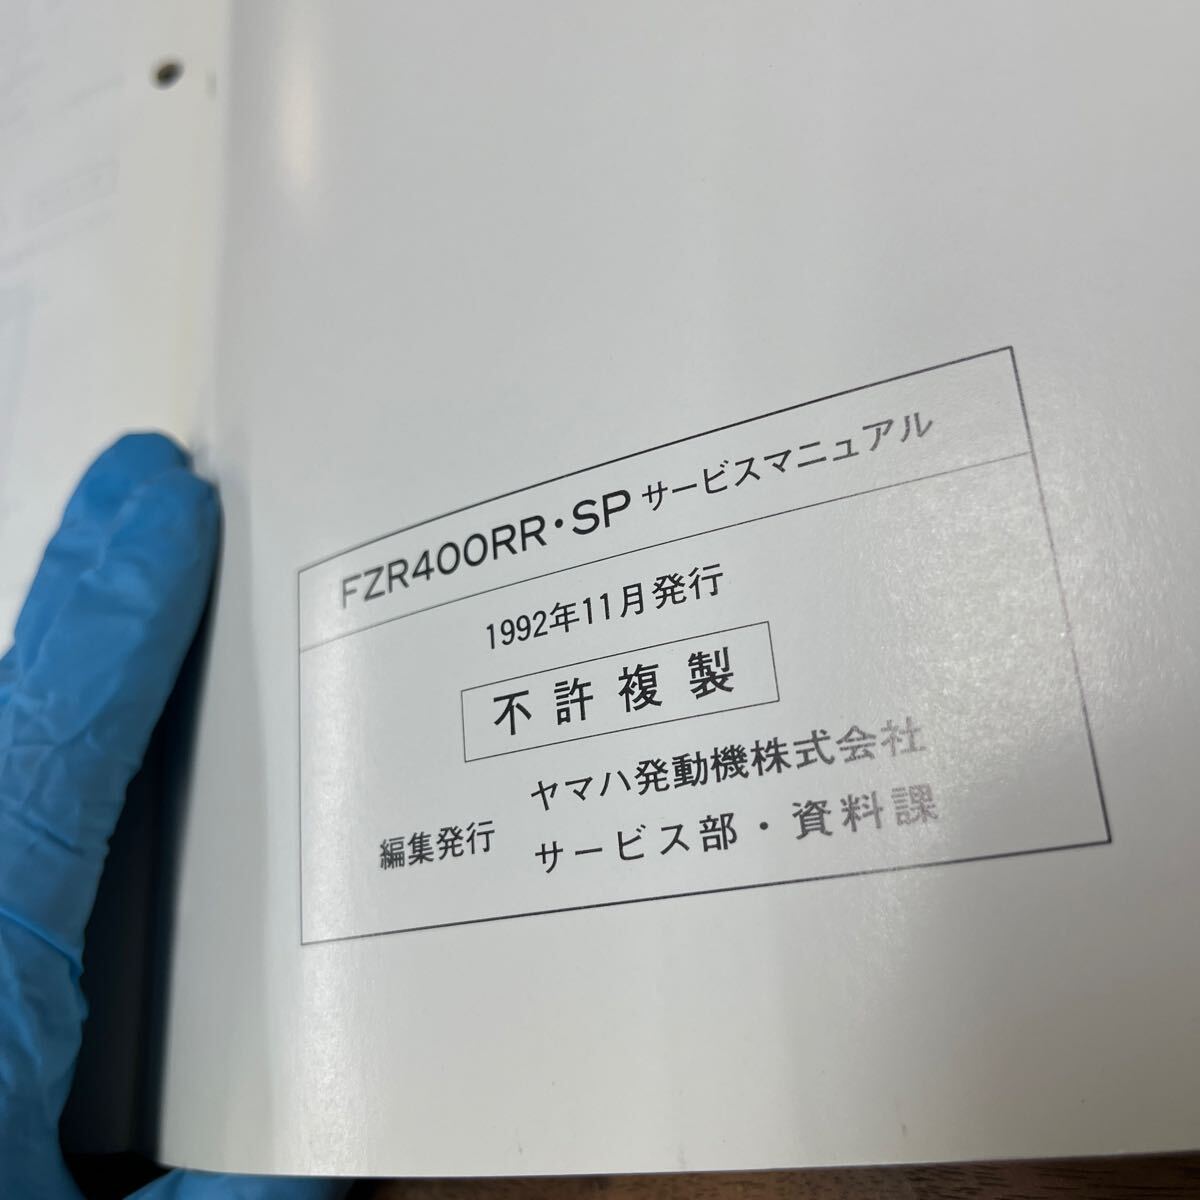 FZR400RR・SP サービスマニュアル
1992年11月発行
不許複製
編集発行 ヤマハ発動機株式会社
サービス部・資料課